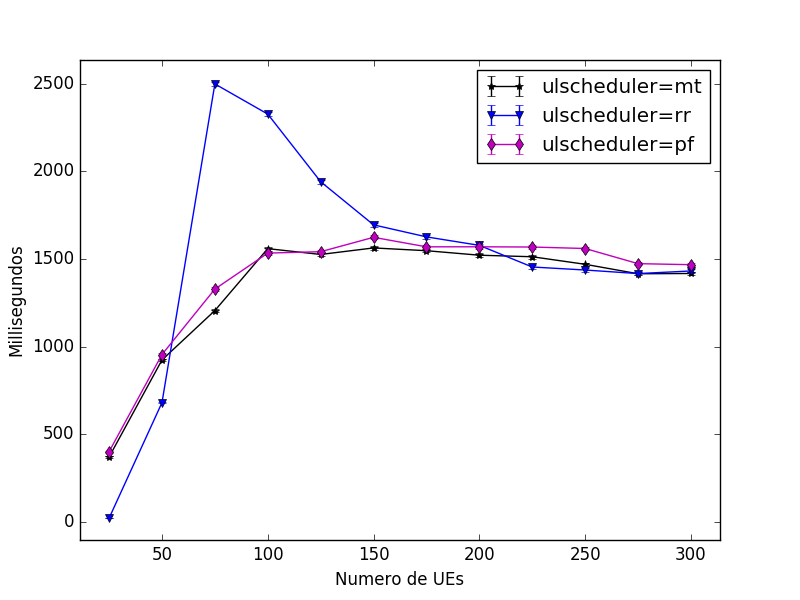 ulscheduler=mt
ulscheduler=rr
ulscheduler=pf
2500
2000
1500
1000
500
0
Millisegundos
50 100 150 200 250 300
Numero de UEs